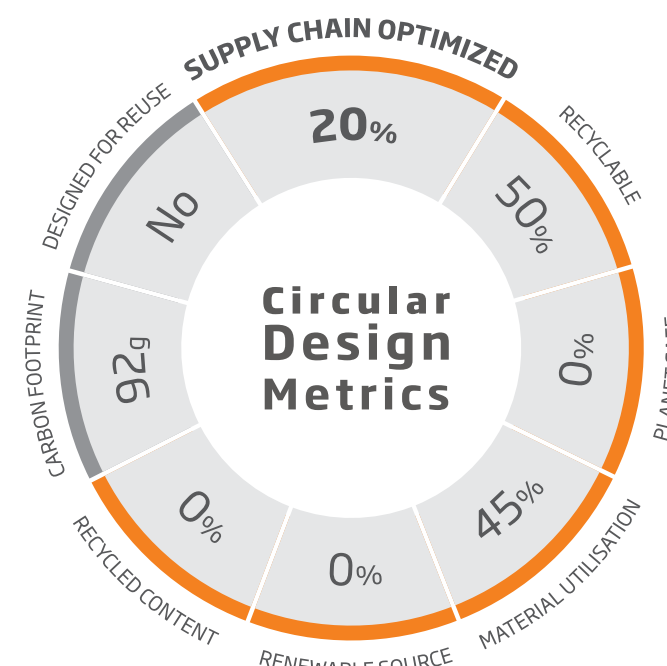 SUPPLY CHAIN OPTIMIZED
20%
RECYCLABLE
50%
0%
MATERIAL UTILISATION
45%
RENEWABLE SOURCE
0%
RECYCLED CONTENT
0%
CARBON FOOTPRINT
92g
DESIGNED FOR REUSE
No
Circular
Design
Metrics